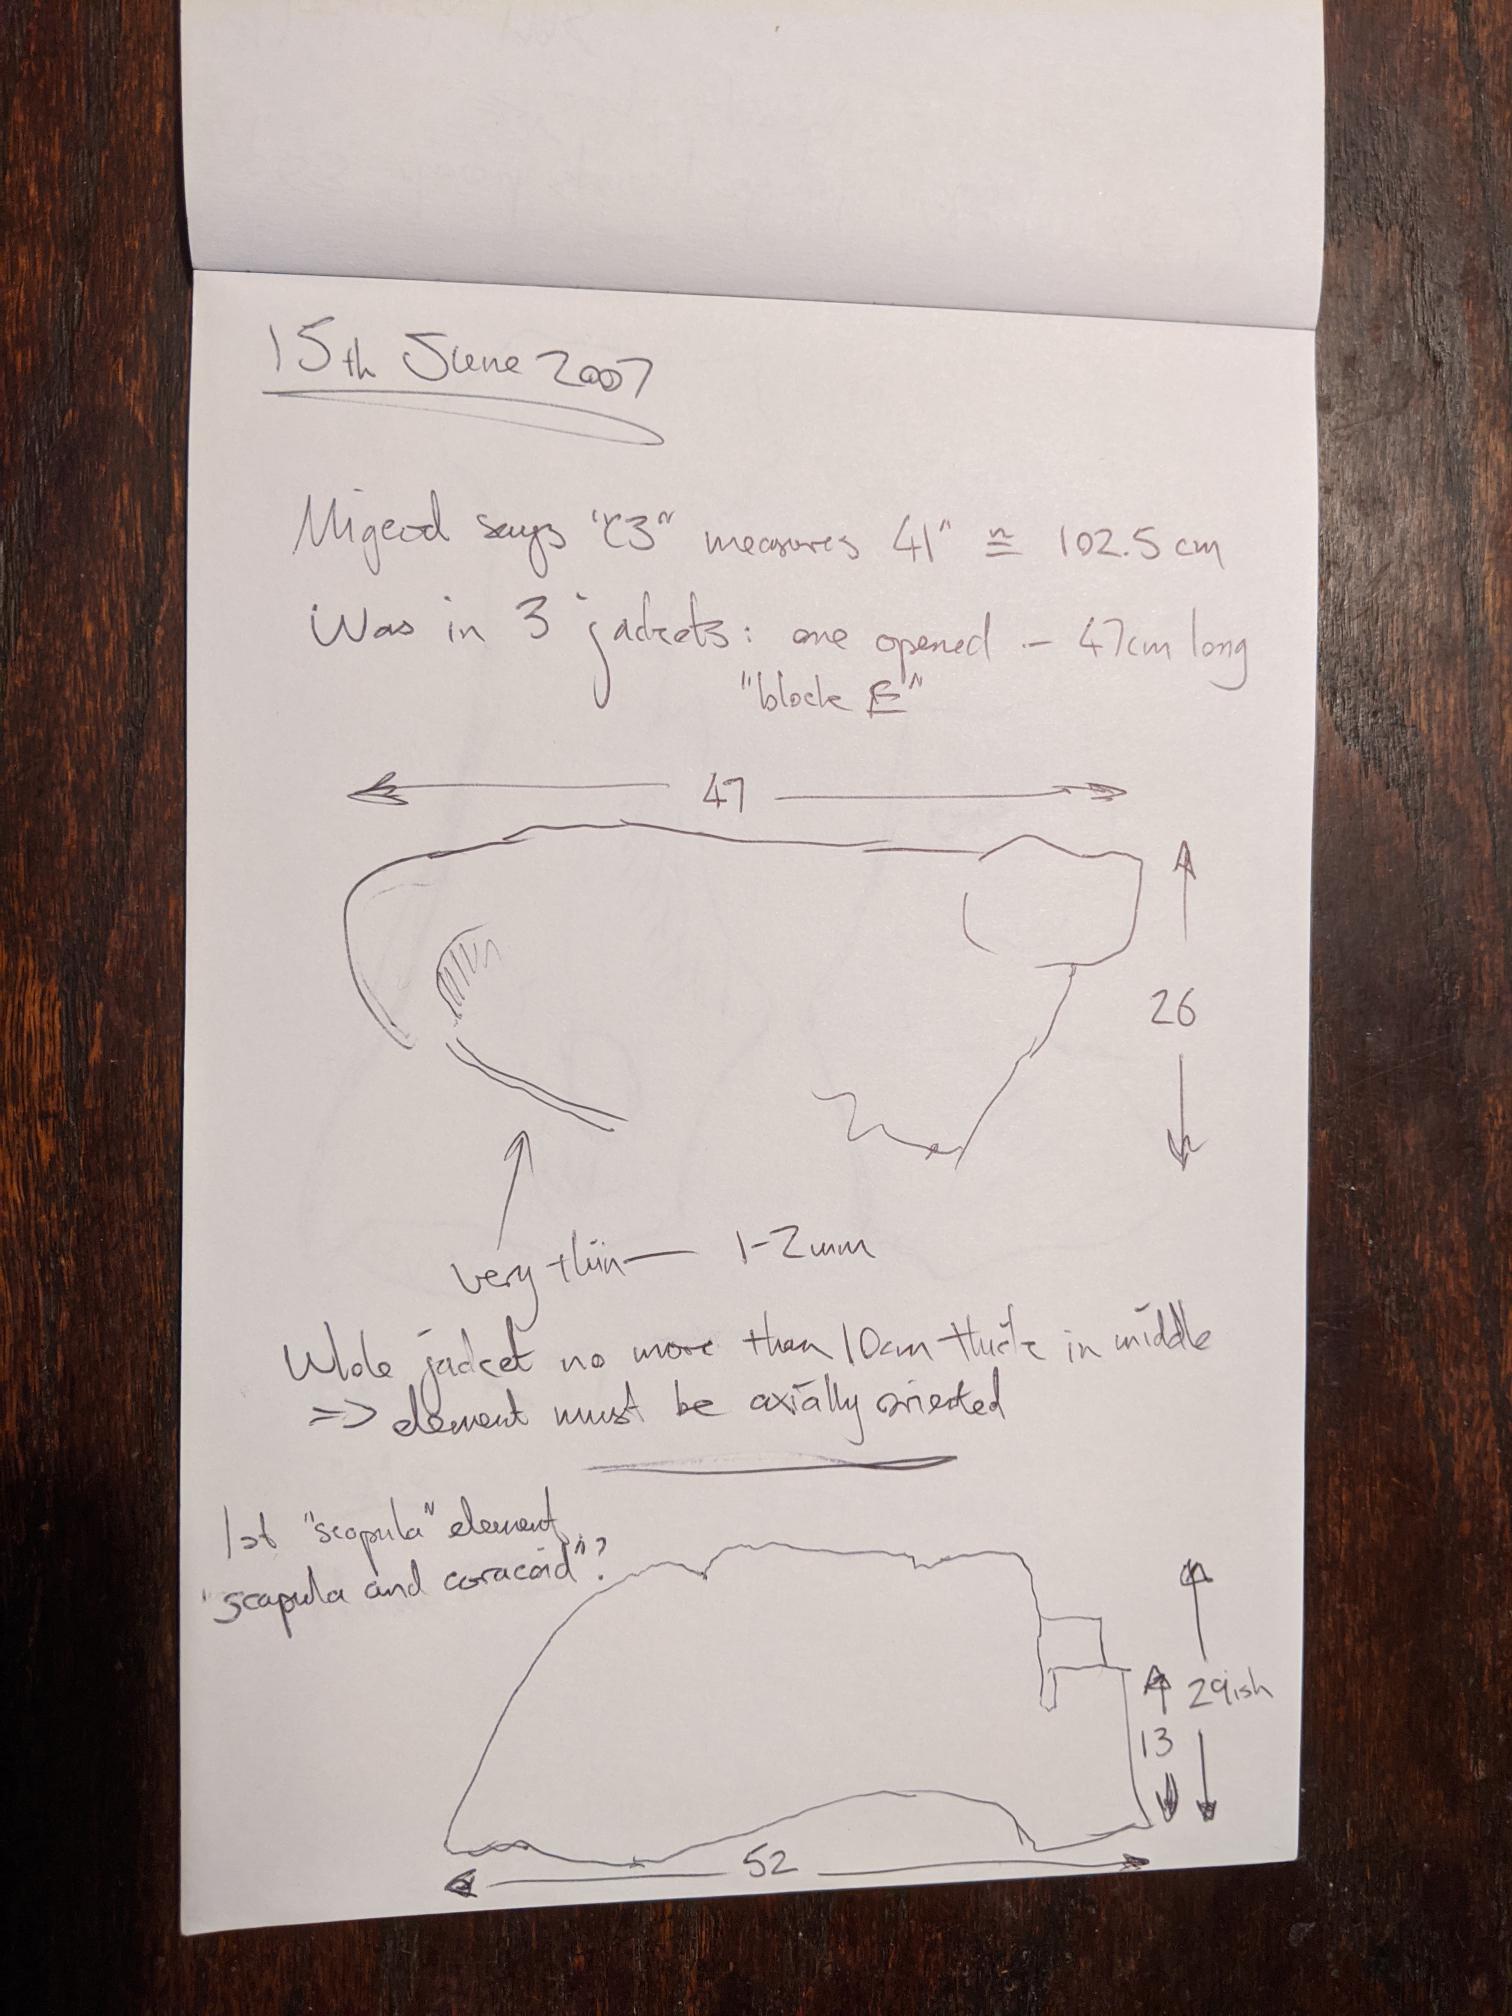 15th June 2007
Migeod says "C3" measures 41" ≅ 102.5 cm
Was in 3 jackets: one opened - 47cm long
"block E"
47
26
very thin — 1-2mm
Whole jacket no more than 10cm thick in middle
=> element must be axially oriented
1st "scapula" element
"scapula and coracoid"?
29ish
13
52